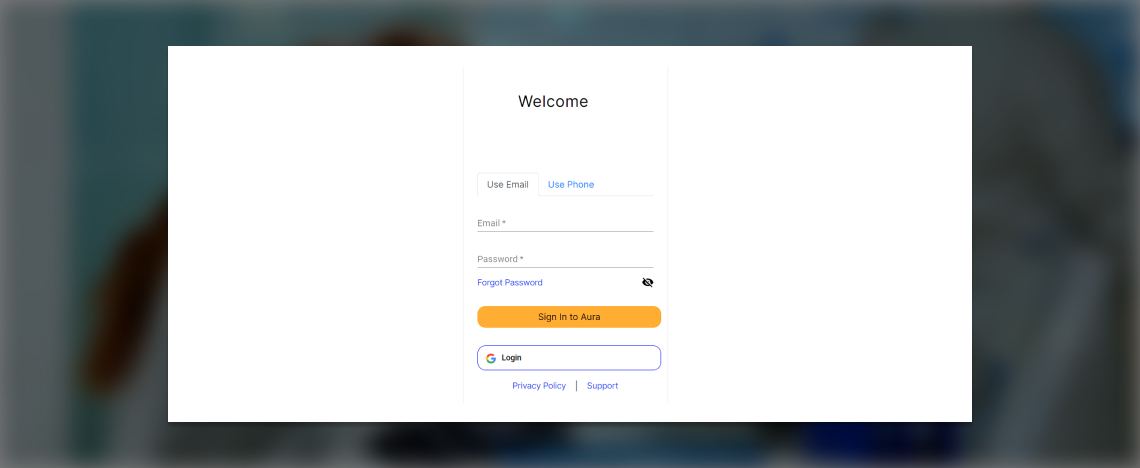 Welcome
Use Email Use Phone
Email *
Password *
Forgot Password
Sign In to Aura
Login
Privacy Policy | Support